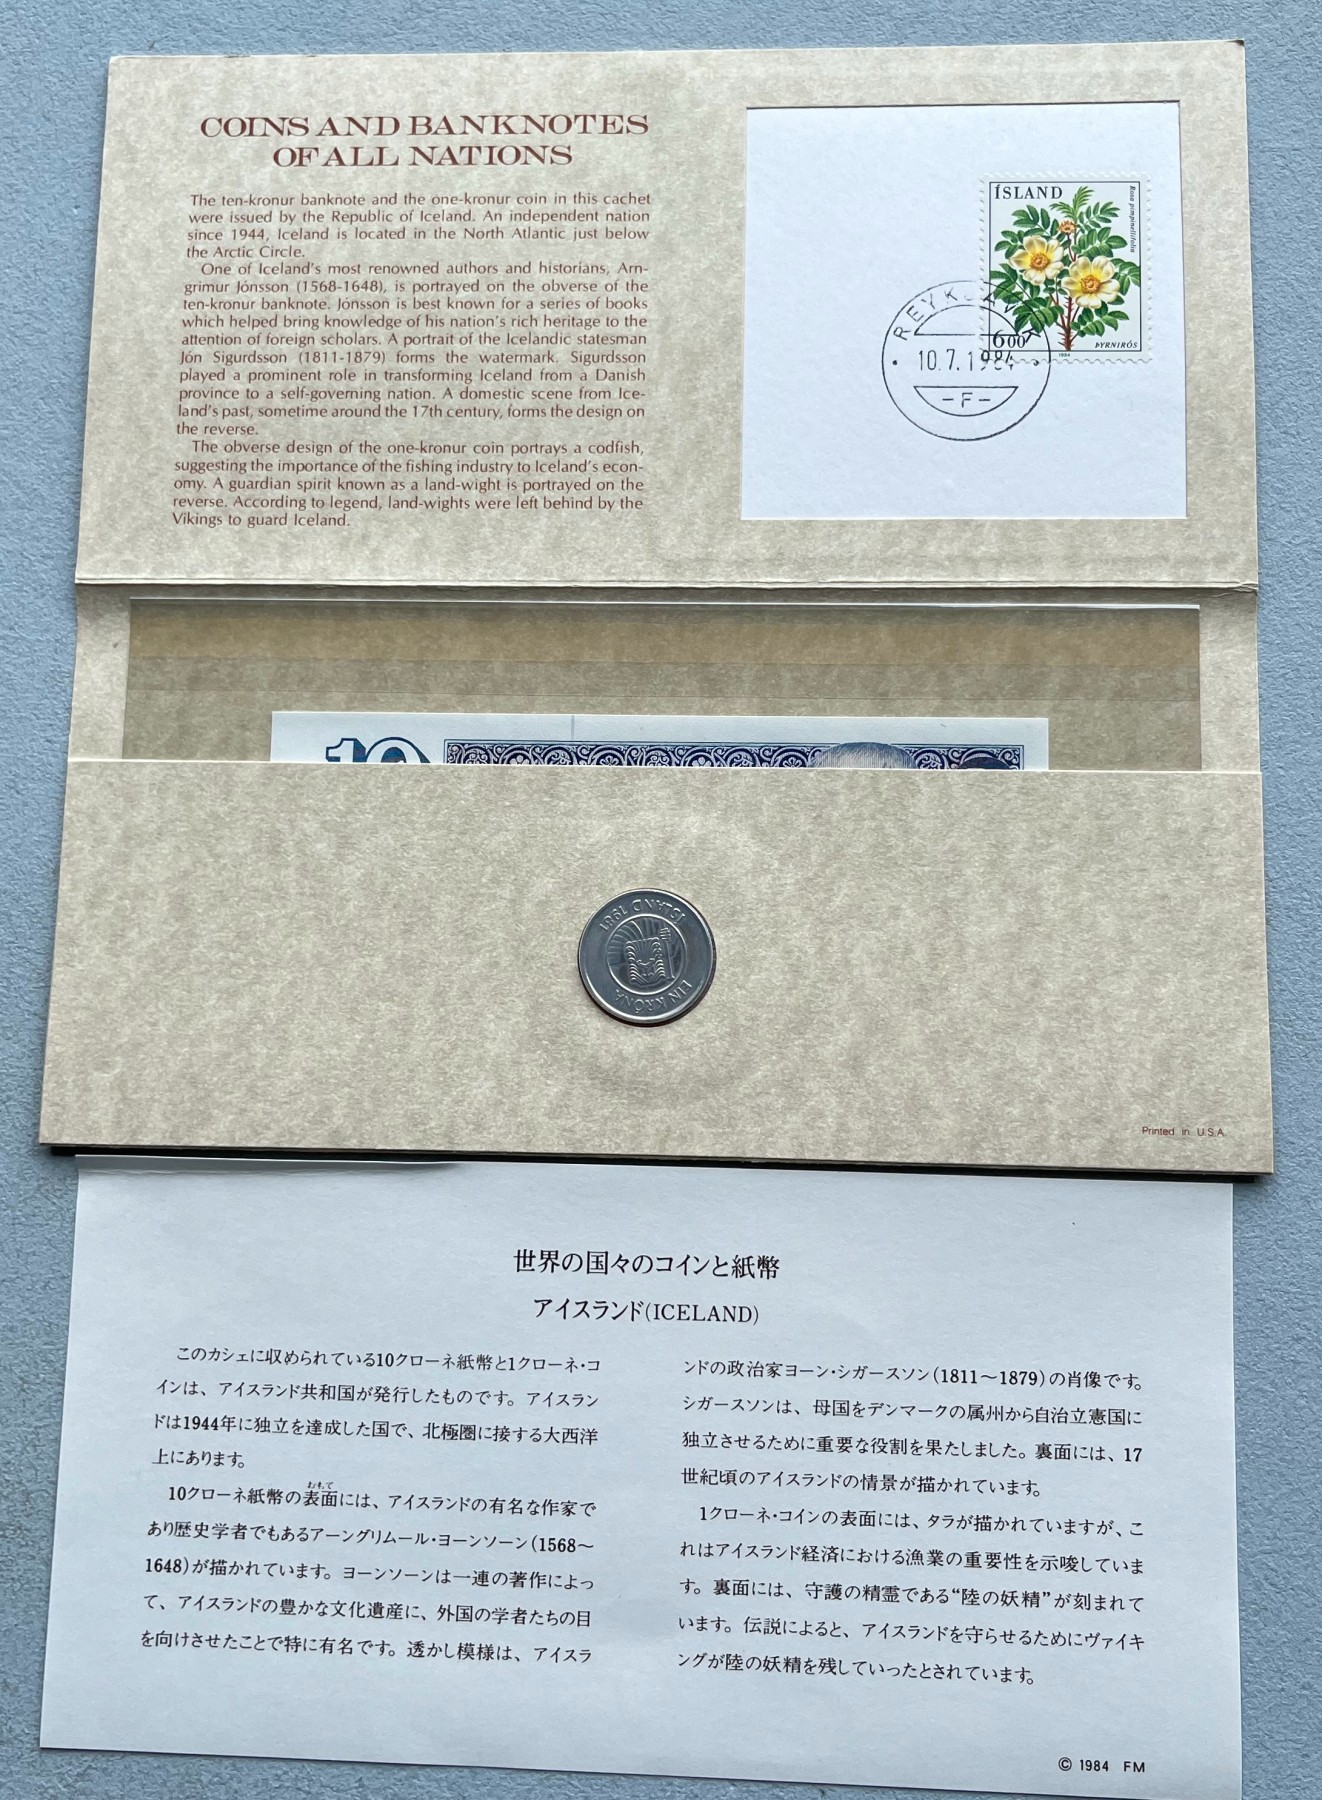 COINS AND BANKNOTES
OF ALL NATIONS
The ten-kronur banknote and the one-kronur coin in this cachet
were issued by the Republic of Iceland. An independent nation
since 1944, Iceland is located in the North Atlantic just below
the Arctic Circle.
One of Iceland's most renowned authors and historians, Arn-
grimur Jónsson (1568-1648), is portrayed on the obverse of the
ten-kronur banknote. Jónsson is best known for a series of books
which helped bring knowledge of his nation's rich heritage to the
attention of foreign scholars. A portrait of the Icelandic statesman
Jón Sigurdsson (1811-1879) forms the watermark. Sigurdsson
played a prominent role in transforming Iceland from a Danish
province to a self-governing nation. A domestic scene from Ice-
land's past, sometime around the 17th century, forms the design on
the reverse.
The obverse design of the one-kronur coin portrays a codfish,
suggesting the importance of the fishing industry to Iceland's econ-
omy. A guardian spirit known as a land-wight is portrayed on the
reverse. According to legend, land-wights were left behind by the
Vikings to guard Iceland.
ÍSLAND
Rosa pimpinellifolia
600
ÞYRNIRÓS
1984
REYKJAVÍK
10.7.1984
-F-
10
ÍSLAND 1981
EIN KRÓNA
Printed in U.S.A.
世界の国々のコインと紙幣
アイスランド(ICELAND)
このカシェに収められている10クローネ紙幣と1クローネ・コ
インは、アイスランド共和国が発行したものです。アイスラン
ドは1944年に独立を達成した国で、北極圏に接する大西洋
上にあります。
おもて
10クローネ紙幣の表面には、アイスランドの有名な作家で
あり歴史学者でもあるアーングリムール・ヨーンソーン(1568〜
1648)が描かれています。ヨーンソーンは一連の著作によっ
て、アイスランドの豊かな文化遺産に、外国の学者たちの目
を向けさせたことで特に有名です。透かし模様は、アイスラ
ンドの政治家ヨーン・シガースソン(1811〜1879)の肖像です。
シガースソンは、母国をデンマークの属州から自治立憲国に
独立させるために重要な役割を果たしました。裏面には、17
世紀頃のアイスランドの情景が描かれています。
1クローネ・コインの表面には、タラが描かれていますが、こ
れはアイスランド経済における漁業の重要性を示唆していま
す。裏面には、守護の精霊である“陸の妖精”が刻まれて
います。伝説によると、アイスランドを守らせるためにヴァイキ
ングが陸の妖精を残していったとされています。
© 1984 FM